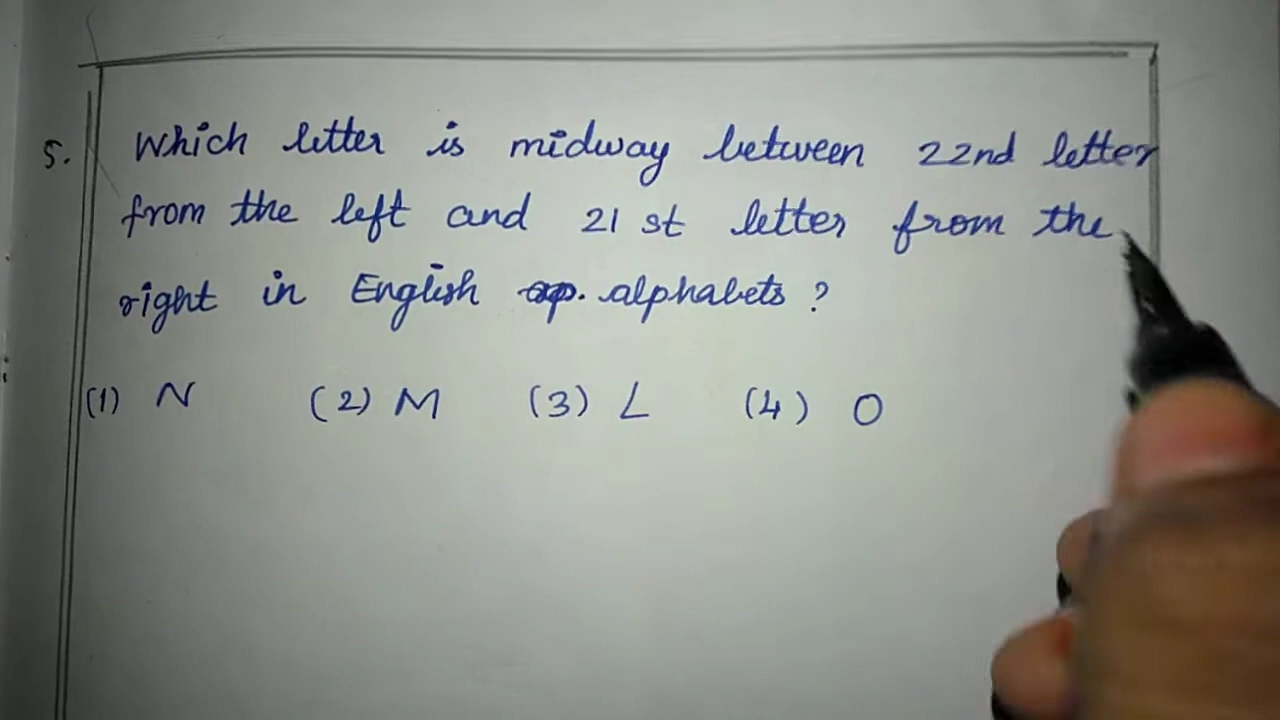 5. Which letter is midway between 22nd letter
from the left and 21st letter from the
right in English alphabets ?
(1) N (2) M (3) L (4) O